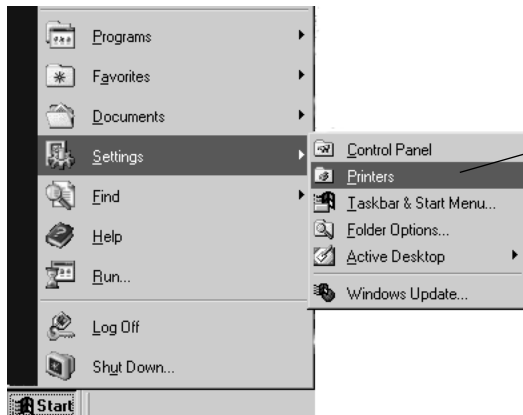 Programs
Favorites
Documents
Settings
Find
Help
Run...
Log Off
Shut Down...
Start
Control Panel
Printers
Taskbar & Start Menu...
Folder Options...
Active Desktop
Windows Update...